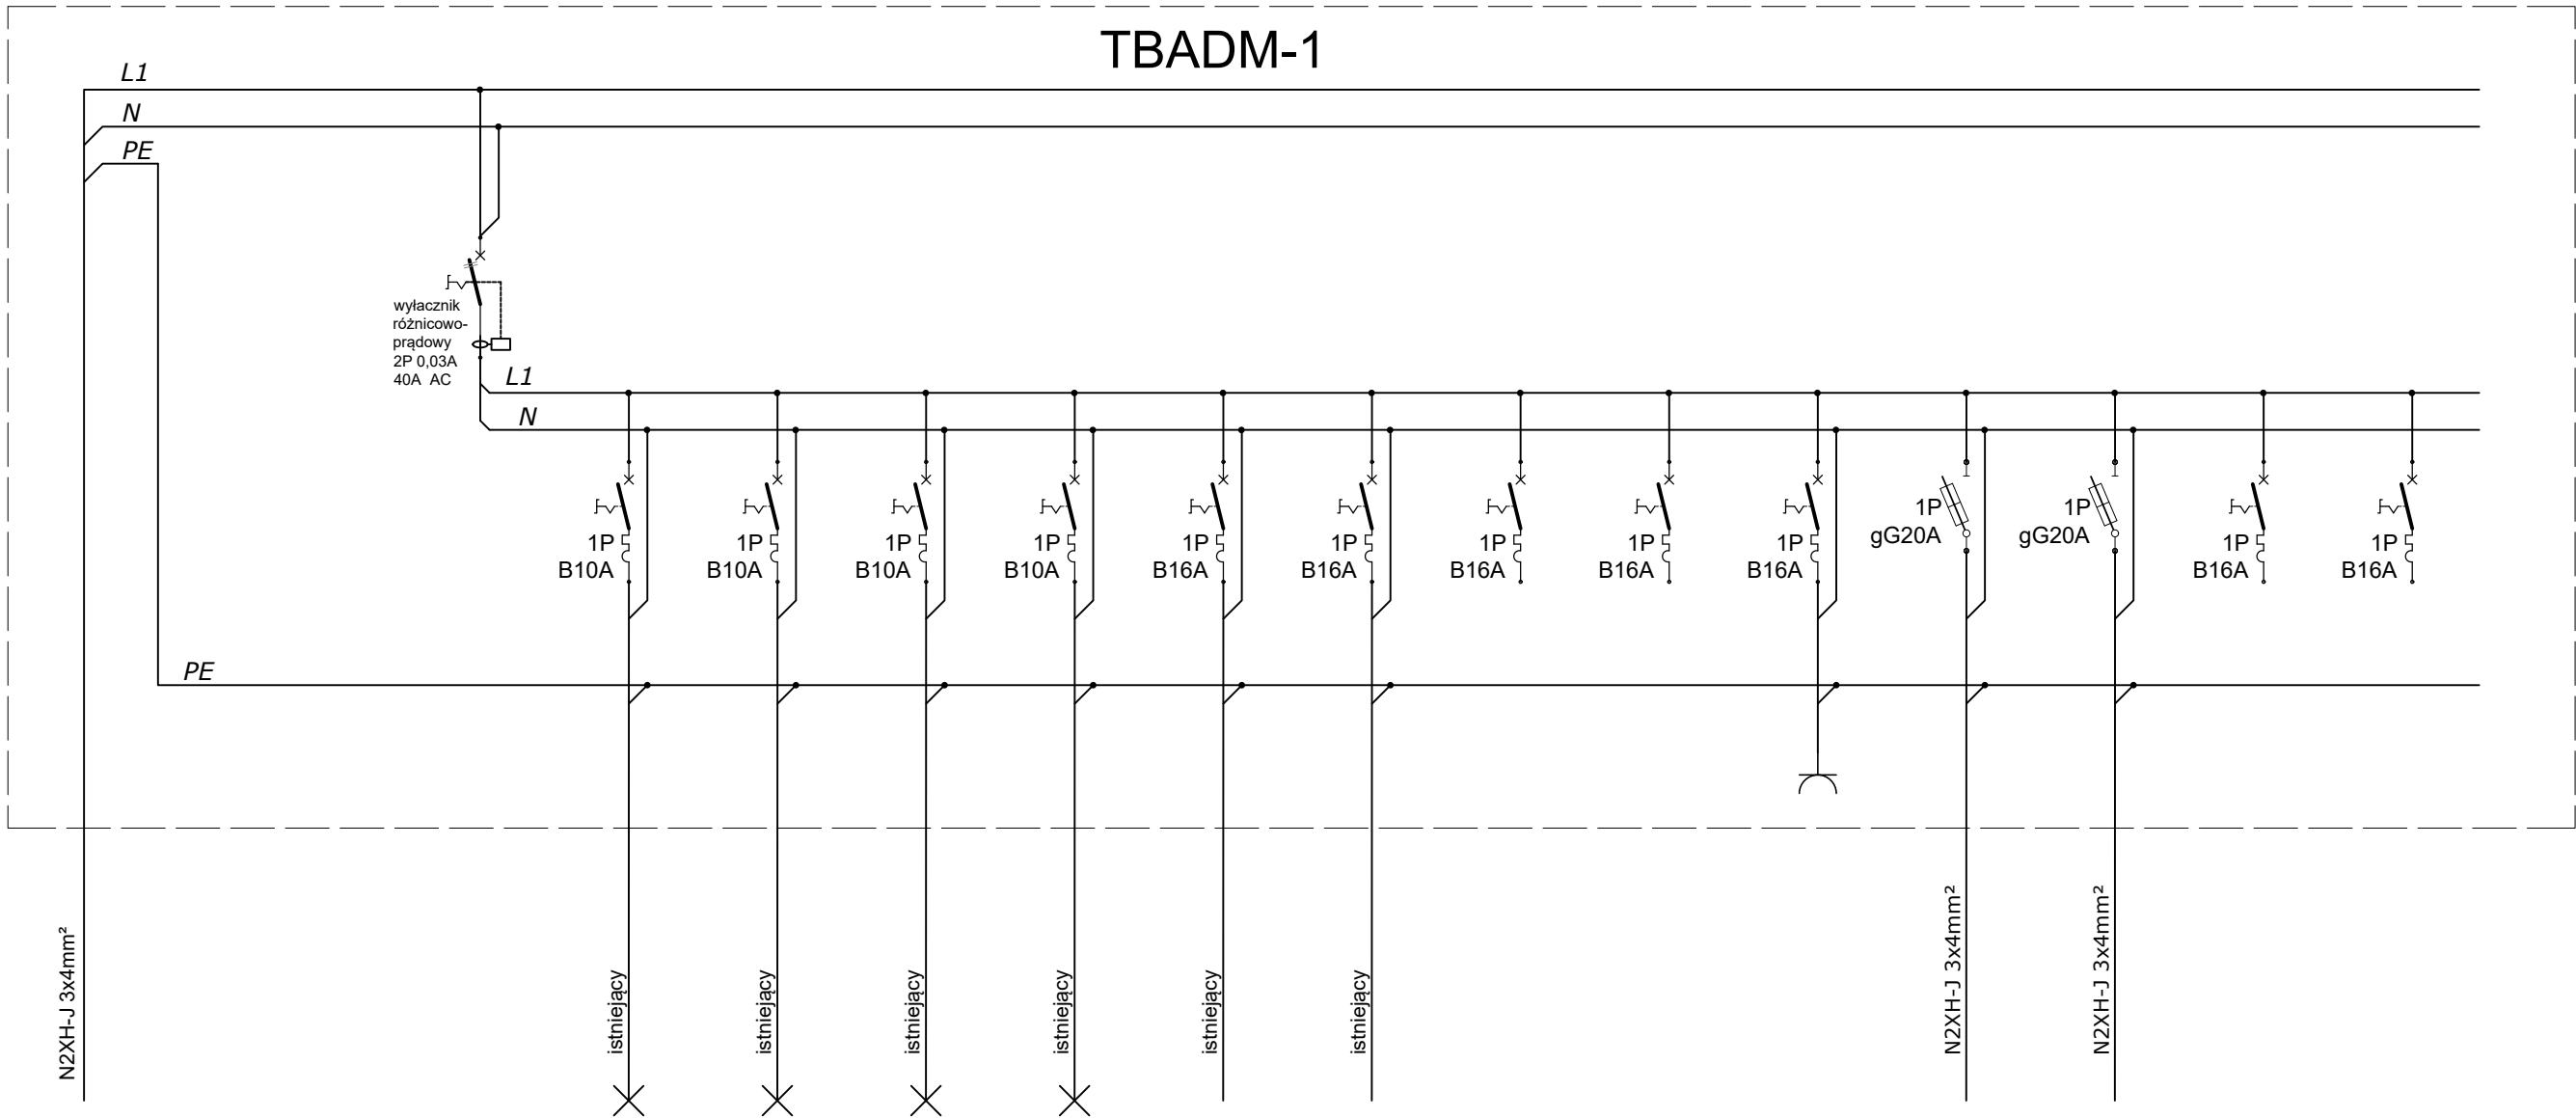 TBADM-1
L1
N
PE
wyłacznik
różnicowo-
prądowy
2P 0,03A
40A AC
L1
N
1P
B10A
1P
B10A
1P
B10A
1P
B10A
1P
B16A
1P
B16A
1P
B16A
1P
B16A
1P
B16A
1P
gG20A
1P
gG20A
1P
B16A
1P
B16A
PE
N2XH-J 3x4mm²
istniejący
istniejący
istniejący
istniejący
istniejący
istniejący
N2XH-J 3x4mm²
N2XH-J 3x4mm²